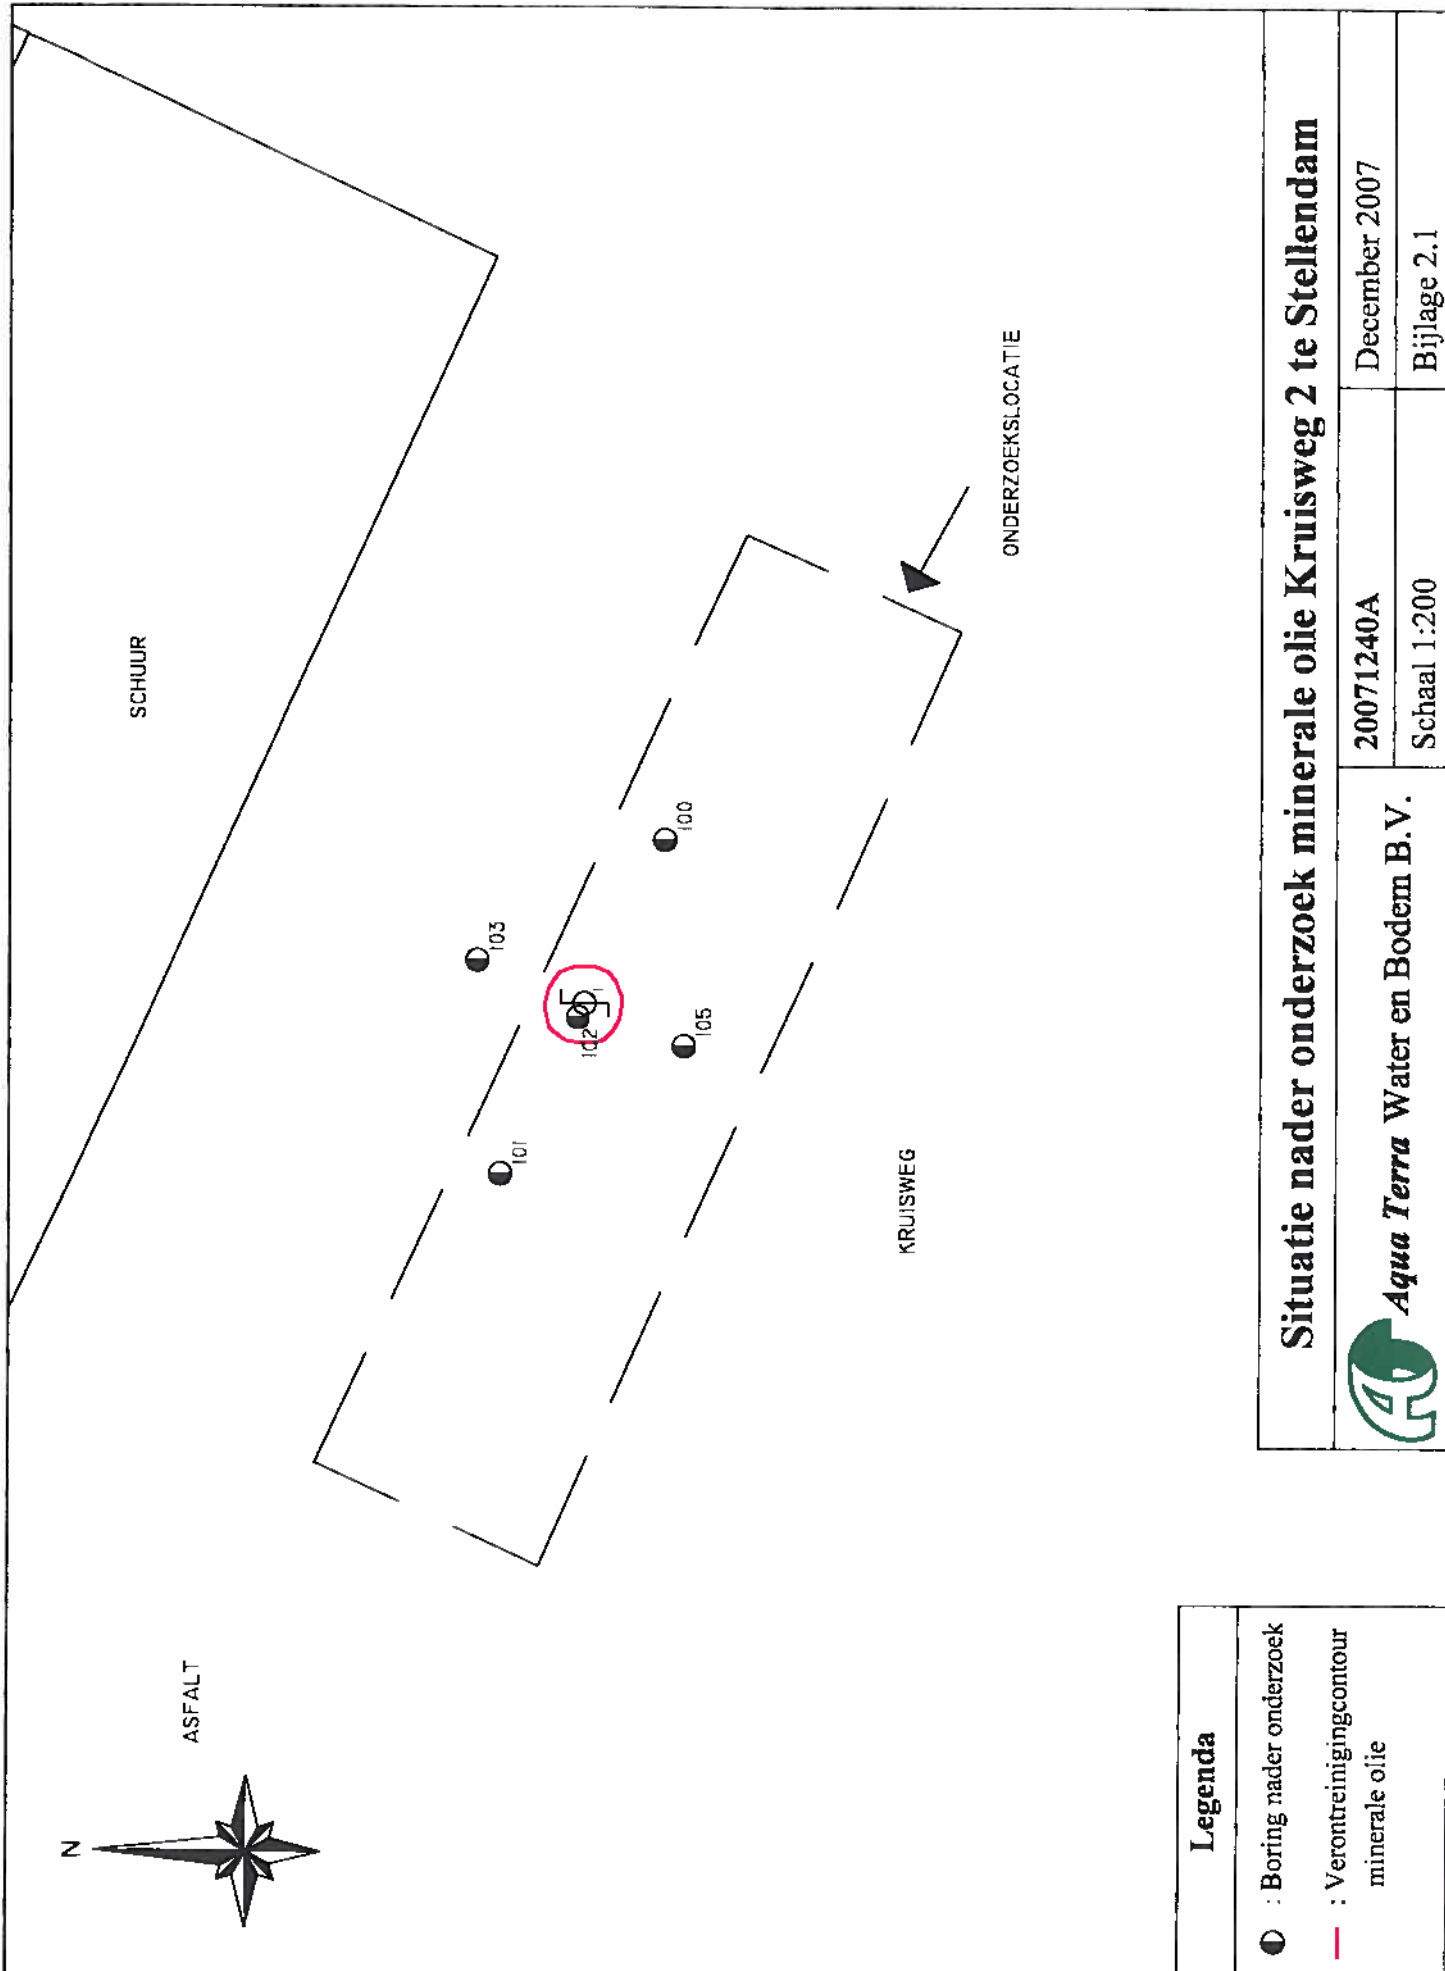 N
ASFALT
SCHUUR
101
103
102
1
100
105
KRUISWEG
ONDERZOEKSLOCATIE
Legenda
: Boring nader onderzoek
: Verontreinigingcontour
minerale olie
Situatie nader onderzoek minerale olie Kruisweg 2 te Stellendam
Aqua Terra Water en Bodem B.V.
20071240A
December 2007
Schaal 1:200
Bijlage 2.1